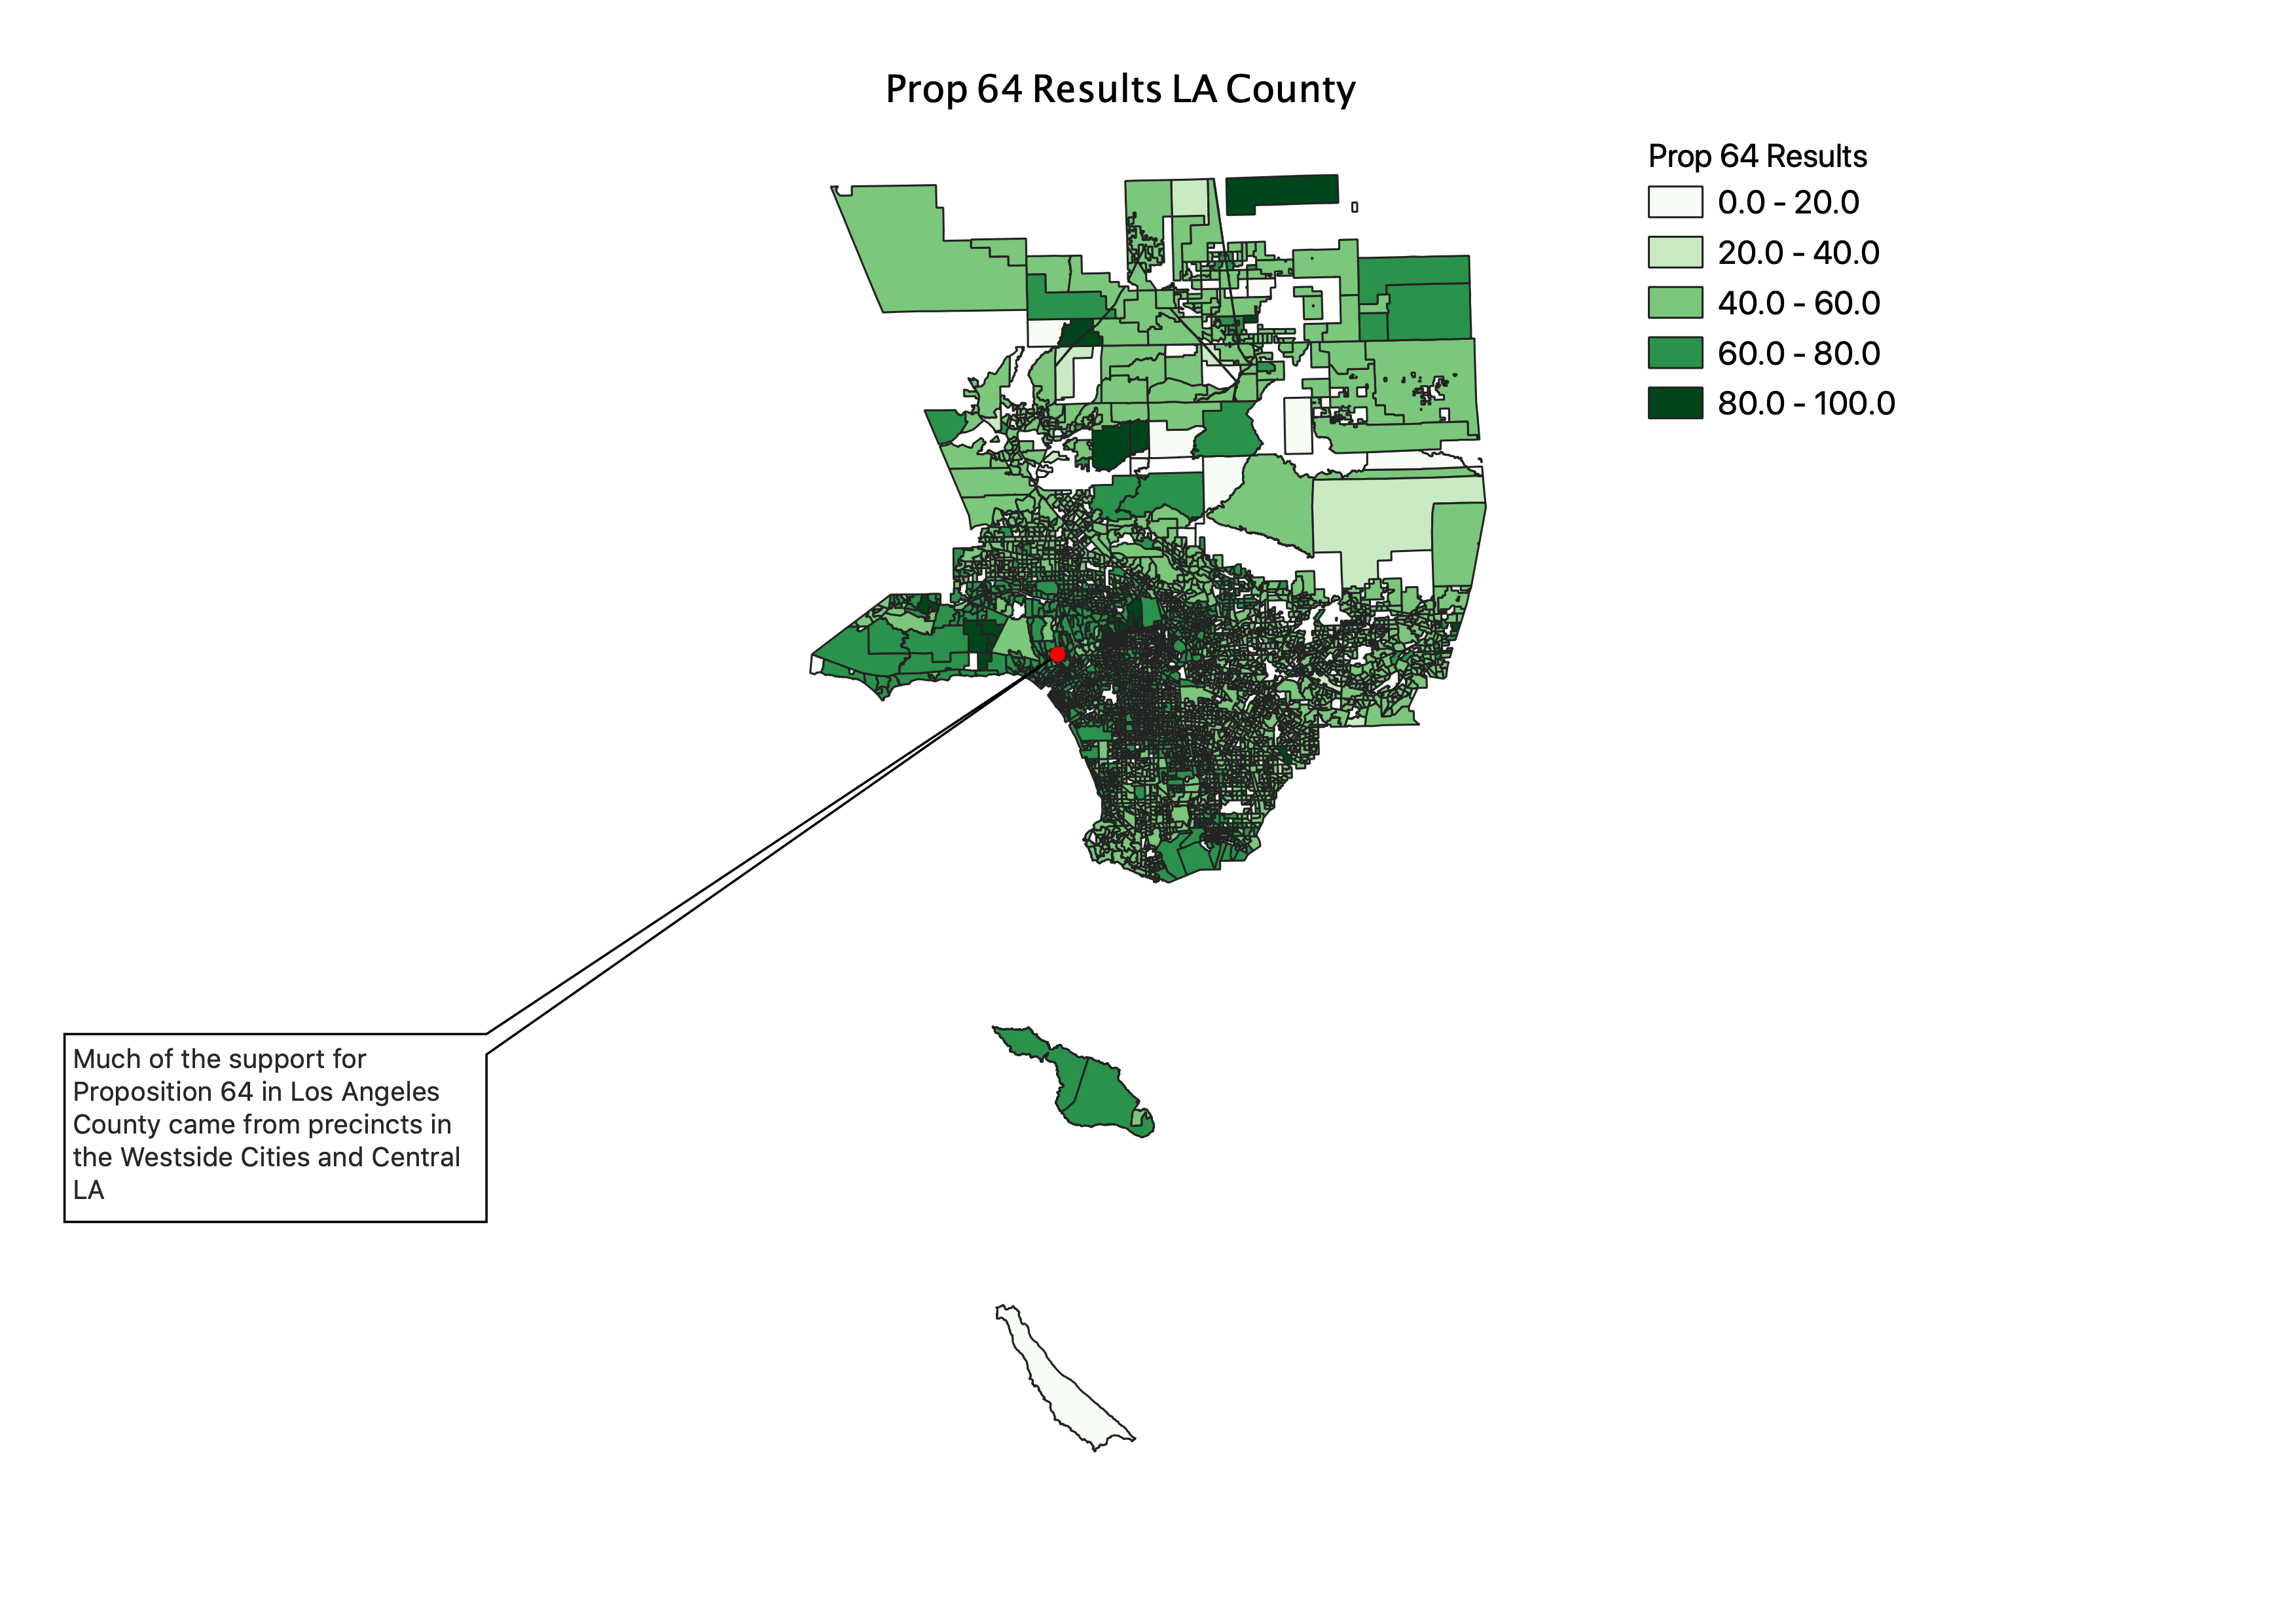 Prop 64 Results LA County
Prop 64 Results
0.0 - 20.0
20.0 - 40.0
40.0 - 60.0
60.0 - 80.0
80.0 - 100.0
Much of the support for
Proposition 64 in Los Angeles
County came from precincts in
the Westside Cities and Central
LA